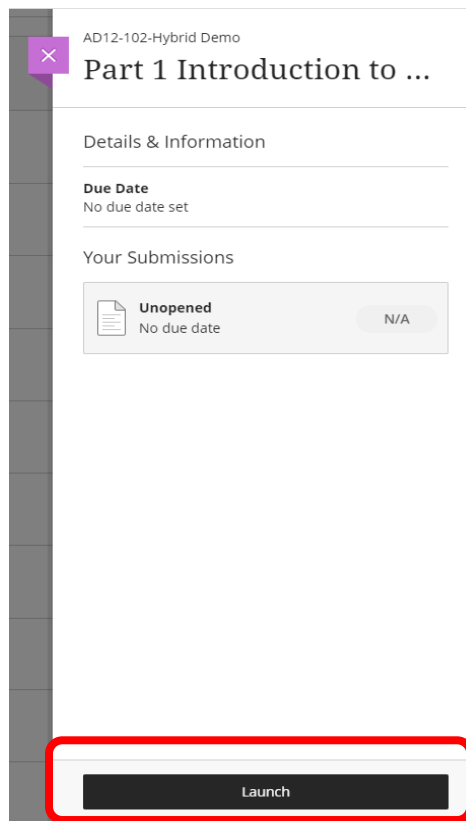 AD12-102-Hybrid Demo
Part 1 Introduction to ...
Details & Information
Due Date
No due date set
Your Submissions
Unopened
No due date
N/A
Launch